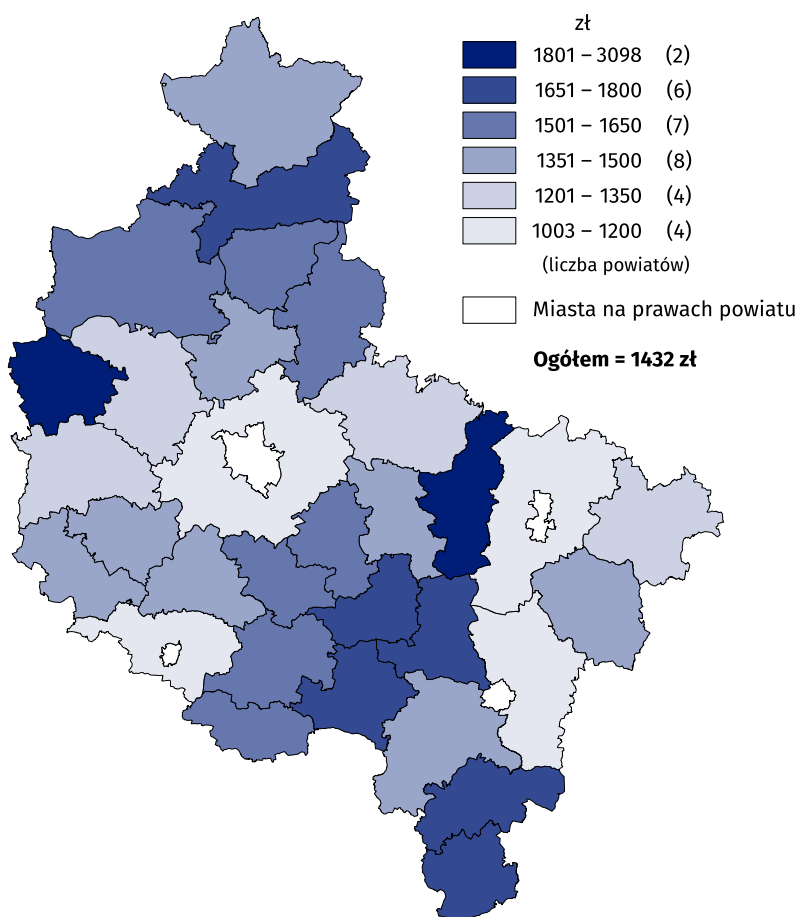 zł
1801 – 3098 (2)
1651 – 1800 (6)
1501 – 1650 (7)
1351 – 1500 (8)
1201 – 1350 (4)
1003 – 1200 (4)
(liczba powiatów)
Miasta na prawach powiatu
Ogółem = 1432 zł